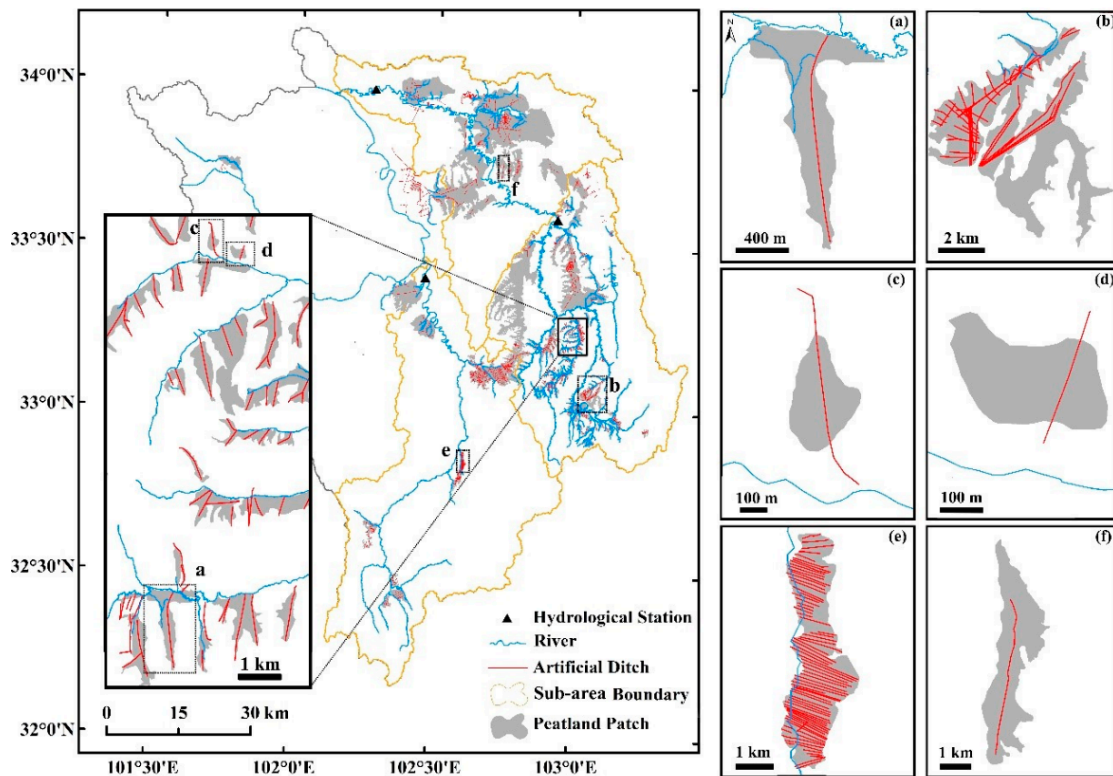 34°0'N
33°30'N
33°0'N
32°30'N
32°0'N
101°30'E
102°0'E
102°30'E
103°0'E
f
b
e
c
d
a
1 km
0 15 30 km
Hydrological Station
River
Artificial Ditch
Sub-area Boundary
Peatland Patch
(a)
N
400 m
(b)
2 km
(c)
100 m
(d)
100 m
(e)
1 km
(f)
1 km